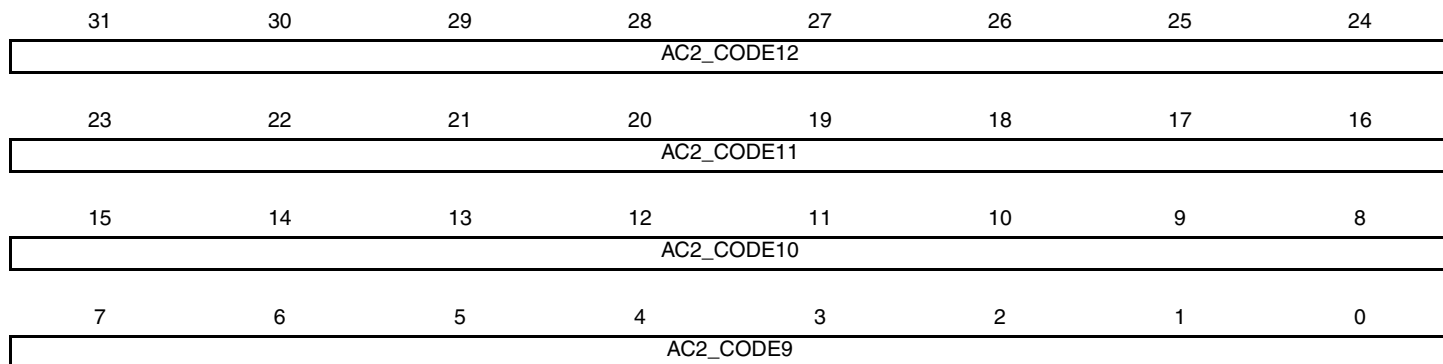 31 30 29 28 27 26 25 24
AC2_CODE12
23 22 21 20 19 18 17 16
AC2_CODE11
15 14 13 12 11 10 9 8
AC2_CODE10
7 6 5 4 3 2 1 0
AC2_CODE9